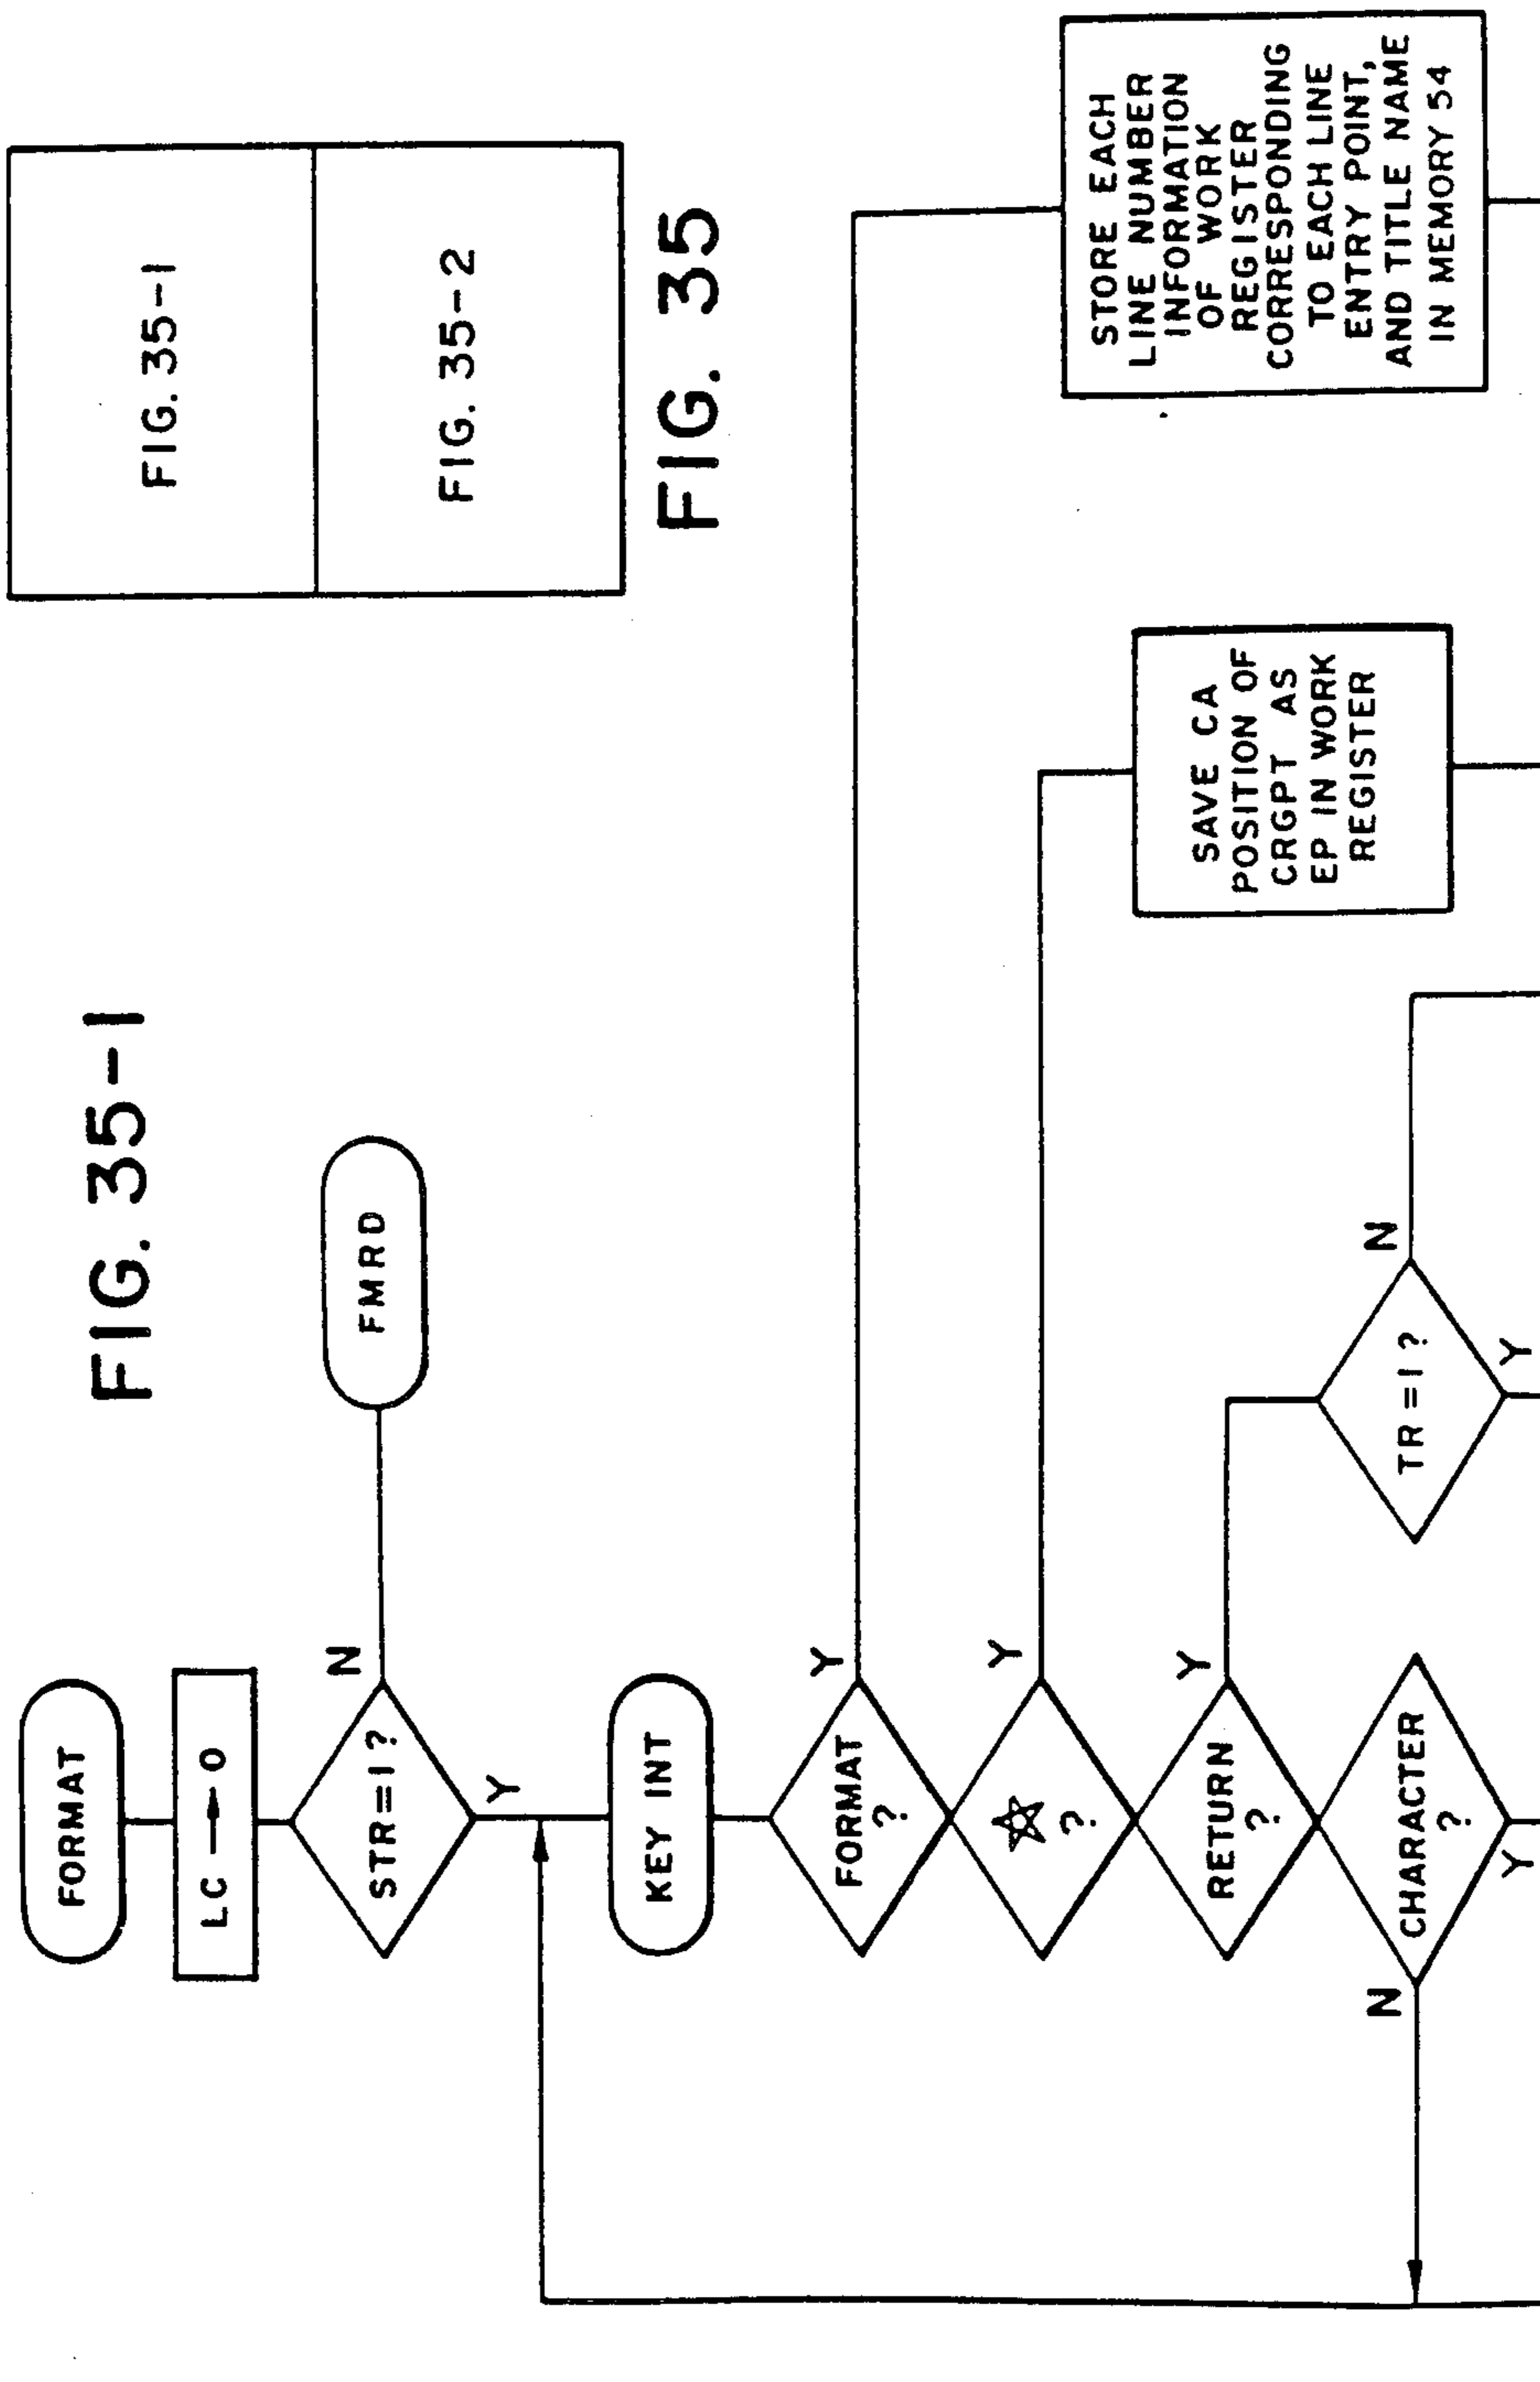 FIG. 35-1
FIG. 35-1
FIG. 35-2
FIG. 35
FORMAT
LC → 0
STR=1 ?
N
Y
FMRD
KEY INT
FORMAT
?
Y
STORE EACH
LINE NUMBER
INFORMATION
OF WORK
REGISTER
CORRESPONDING
TO EACH LINE
ENTRY POINT,
AND TITLE NAME
IN MEMORY 54
☆
?
Y
SAVE CA
POSITION OF
CRGPT AS
EP IN WORK
REGISTER
RETURN
?
Y
TR = 1 ?
N
Y
CHARACTER
?
N
Y